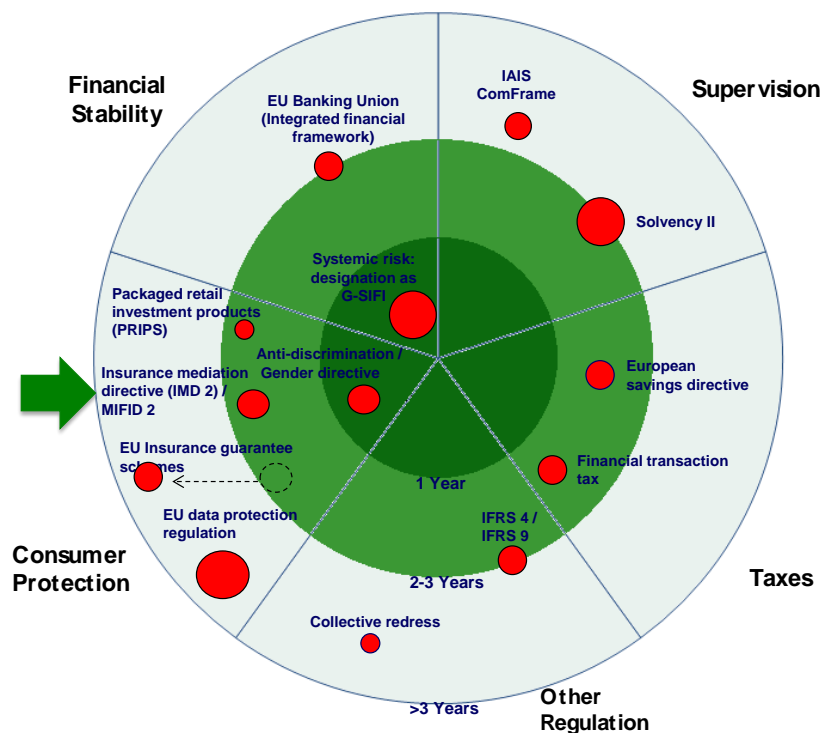 Financial
Stability
EU Banking Union
(Integrated financial
framework)
IAIS
ComFrame
Supervision
Solvency II
Systemic risk:
designation as
G-SIFI
Packaged retail
investment products
(PRIPS)
Anti-discrimination /
Gender directive
Insurance mediation
directive (IMD 2) /
MIFID 2
European
savings directive
EU Insurance guarantee
schemes
Financial transaction
tax
1 Year
EU data protection
regulation
IFRS 4 /
IFRS 9
Consumer
Protection
Taxes
2-3 Years
Collective redress
Other
Regulation
>3 Years